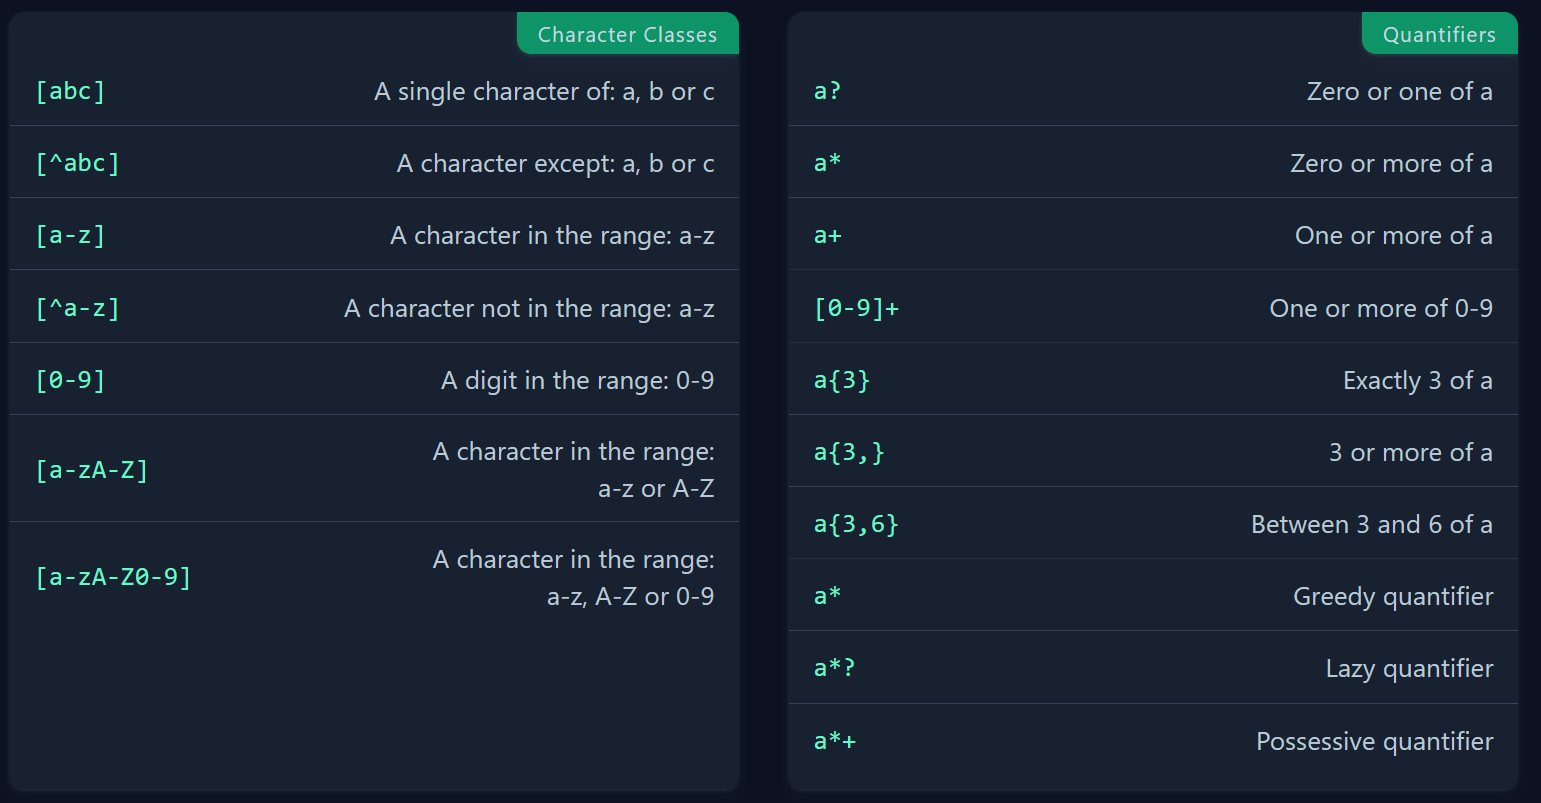 Character Classes
[abc] A single character of: a, b or c
[^abc] A character except: a, b or c
[a-z] A character in the range: a-z
[^a-z] A character not in the range: a-z
[0-9] A digit in the range: 0-9
[a-zA-Z] A character in the range:
a-z or A-Z
[a-zA-Z0-9] A character in the range:
a-z, A-Z or 0-9
Quantifiers
a? Zero or one of a
a* Zero or more of a
a+ One or more of a
[0-9]+ One or more of 0-9
a{3} Exactly 3 of a
a{3,} 3 or more of a
a{3,6} Between 3 and 6 of a
a* Greedy quantifier
a*? Lazy quantifier
a*+ Possessive quantifier